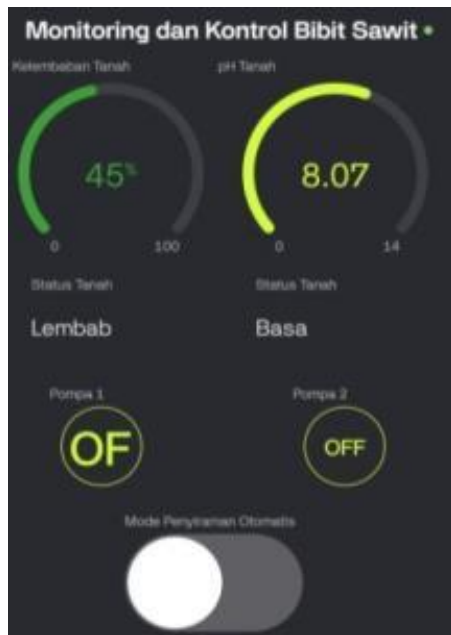 Monitoring dan Kontrol Bibit Sawit
Kelembaban Tanah pH Tanah
45% 8.07
0 100 0 14
Status Tanah Status Tanah
Lembab Basa
Pompa 1 Pompa 2
OF OFF
Mode Penyiraman Otomatis